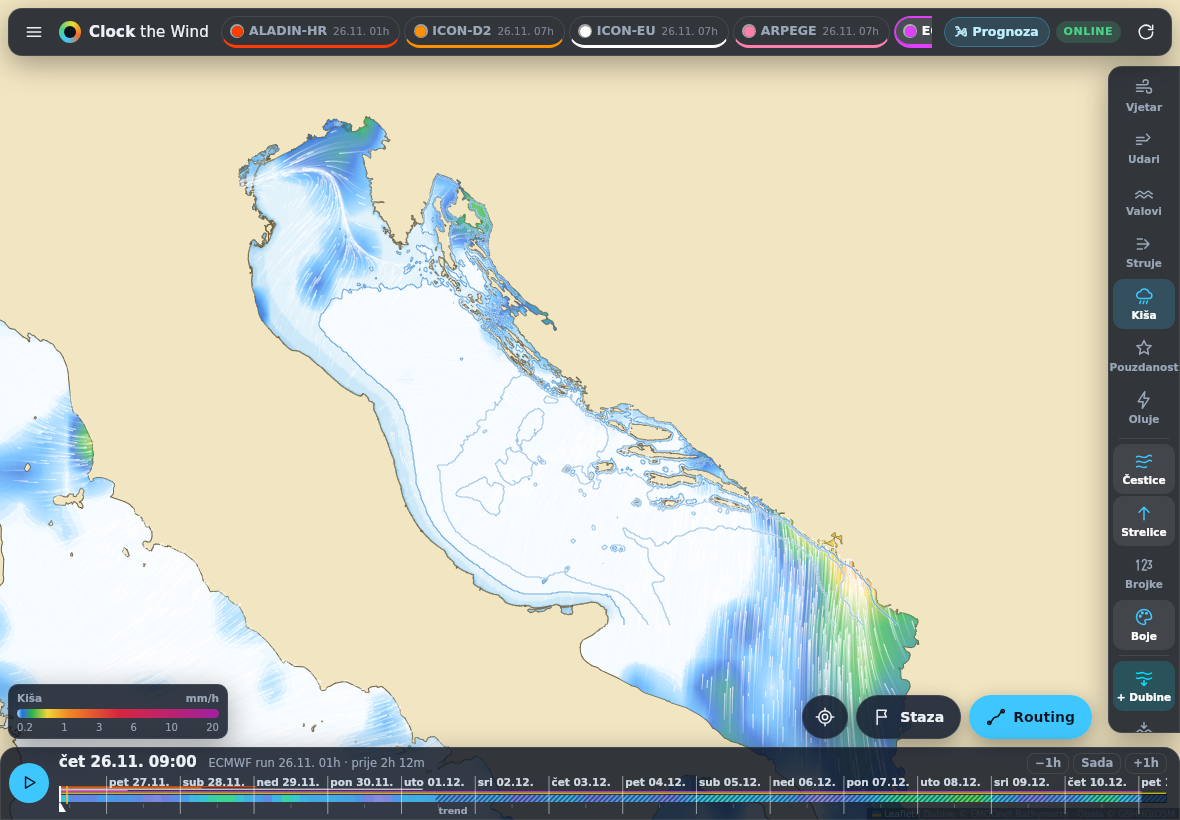 Clock the Wind
ALADIN-HR 26.11. 01h
ICON-D2 26.11. 07h
ICON-EU 26.11. 07h
ARPEGE 26.11. 07h
Prognoza
ONLINE
Vjetar
Udari
Valovi
Struje
Kiša
Pouzdanost
Oluje
Čestice
Strelice
123
Brojke
Boje
+ Dubine
Kiša mm/h
0.2 1 3 6 10 20
Staza
Routing
čet 26.11. 09:00 ECMWF run 26.11. 01h · prije 2h 12m
−1h Sada +1h
pet 27.11. sub 28.11. ned 29.11. pon 30.11. uto 01.12. sri 02.12. čet 03.12. pet 04.12. sub 05.12. ned 06.12. pon 07.12. uto 08.12. sri 09.12. čet 10.12. pet
trend
Leaflet